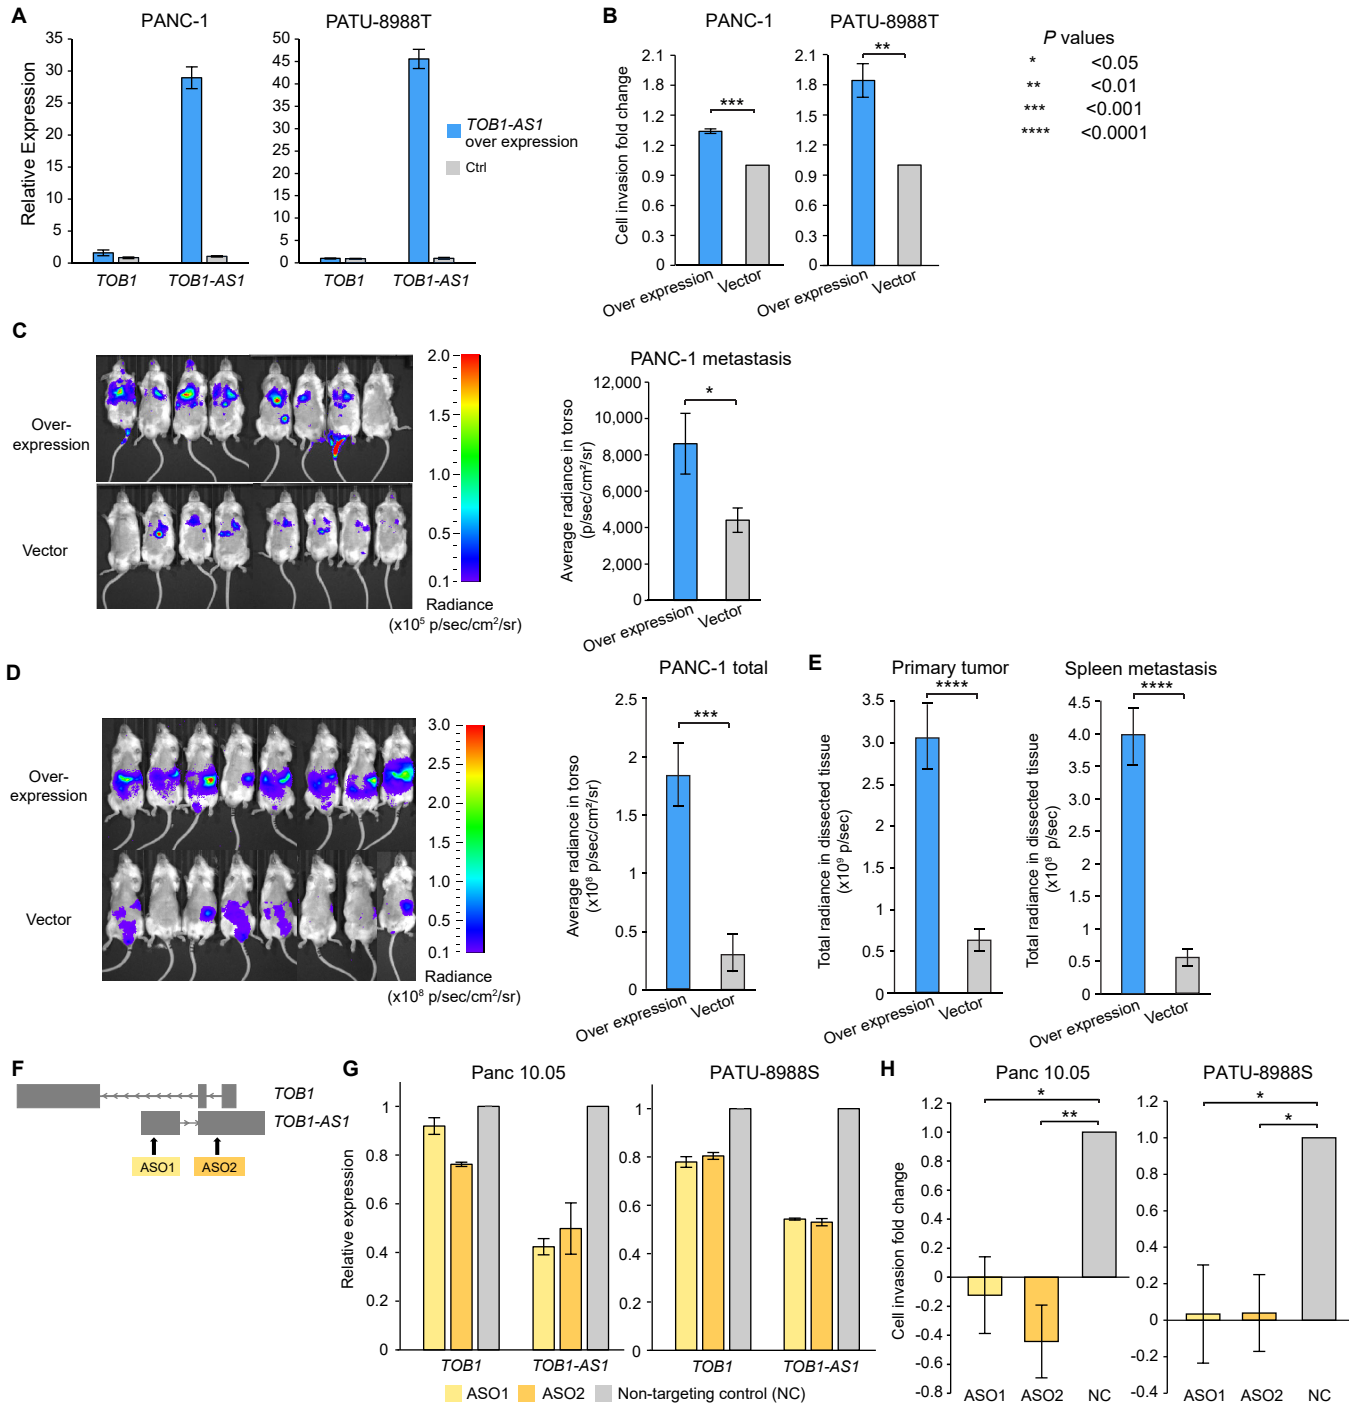 A
PANC-1
PATU-8988T
Relative Expression
35
30
25
20
15
10
5
0
TOB1
TOB1-AS1
50
45
40
35
30
25
20
15
10
5
0
TOB1
TOB1-AS1
TOB1-AS1
over expression
Ctrl
B
PANC-1
PATU-8988T
Cell invasion fold change
2.1
1.8
1.2
1.2
0.9
0.6
0.3
0
***
Over expression
Vector
2.1
1.8
1.2
1.2
0.9
0.6
0.3
0
**
Over expression
Vector
P values
* <0.05
** <0.01
*** <0.001
**** <0.0001
C
Over-
expression
Vector
2.0
1.5
1.0
0.5
0.1
Radiance
(x10⁵ p/sec/cm²/sr)
PANC-1 metastasis
Average radiance in torso
(p/sec/cm²/sr)
12,000
10,000
8,000
6,000
4,000
2,000
0
*
Over expression
Vector
D
Over-
expression
Vector
3.0
2.5
2.0
1.5
1.0
0.5
0.1
Radiance
(x10⁸ p/sec/cm²/sr)
PANC-1 total
Average radiance in torso
(x10⁸ p/sec/cm²/sr)
2.5
2
1.5
1
0.5
0
***
Over expression
Vector
E
Primary tumor
Total radiance in dissected tissue
(x10⁹ p/sec)
3.5
3.0
3
2
1.5
1
0.5
0
****
Over expression
Vector
Spleen metastasis
Total radiance in dissected tissue
(x10⁸ p/sec)
4.5
4.0
3.5
3.0
2.5
2.0
1.5
1
0.5
0
****
Over expression
Vector
F
TOB1
TOB1-AS1
ASO1
ASO2
G
Panc 10.05
PATU-8988S
Relative expression
1
0.8
0.6
0.4
0.2
0
TOB1
TOB1-AS1
1
0.8
0.6
0.4
0.2
0
TOB1
TOB1-AS1
ASO1
ASO2
Non-targeting control (NC)
H
Panc 10.05
PATU-8988S
Cell invasion fold change
1.2
1.0
0.8
0.6
0.4
0.2
0
-0.2
-0.4
-0.6
-0.8
*
**
ASO1
ASO2
NC
1.2
1.0
0.8
0.6
0.4
0.2
0
-0.2
-0.4
*
*
ASO1
ASO2
NC